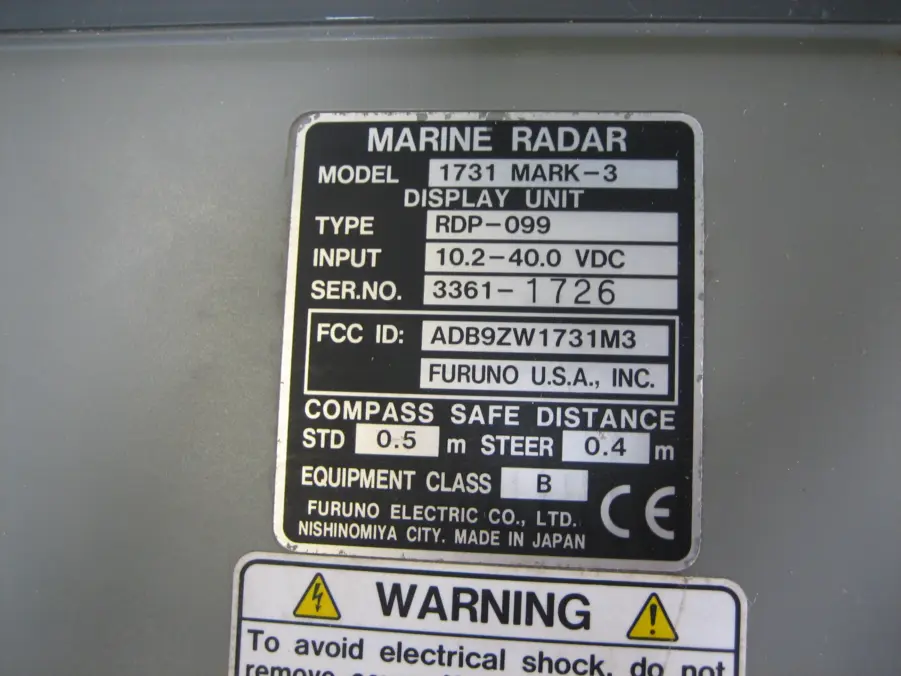 MARINE RADAR
MODEL 1731 MARK-3
DISPLAY UNIT
TYPE RDP-099
INPUT 10.2-40.0 VDC
SER.NO. 3361-1726
FCC ID: ADB9ZW1731M3
FURUNO U.S.A., INC.
COMPASS SAFE DISTANCE
STD 0.5 m STEER 0.4 m
EQUIPMENT CLASS B
FURUNO ELECTRIC CO., LTD. CE
NISHINOMIYA CITY. MADE IN JAPAN
WARNING
To avoid electrical shock, do not
remove